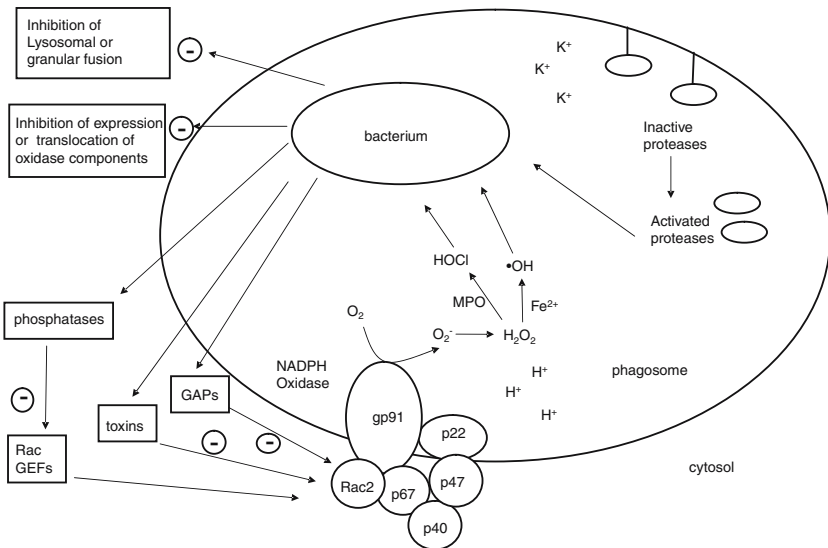 Inhibition of
Lysosomal or
granular fusion
-
Inhibition of expression
or translocation of
oxidase components
-
bacterium
K⁺
K⁺
K⁺
Inactive
proteases
Activated
proteases
HOCl
•OH
MPO
Fe²⁺
O₂
O₂⁻
H₂O₂
phosphatases
NADPH
Oxidase
H⁺
H⁺
H⁺
phagosome
-
toxins
GAPs
gp91
p22
-
-
Rac
GEFs
Rac2
p67
p47
p40
cytosol